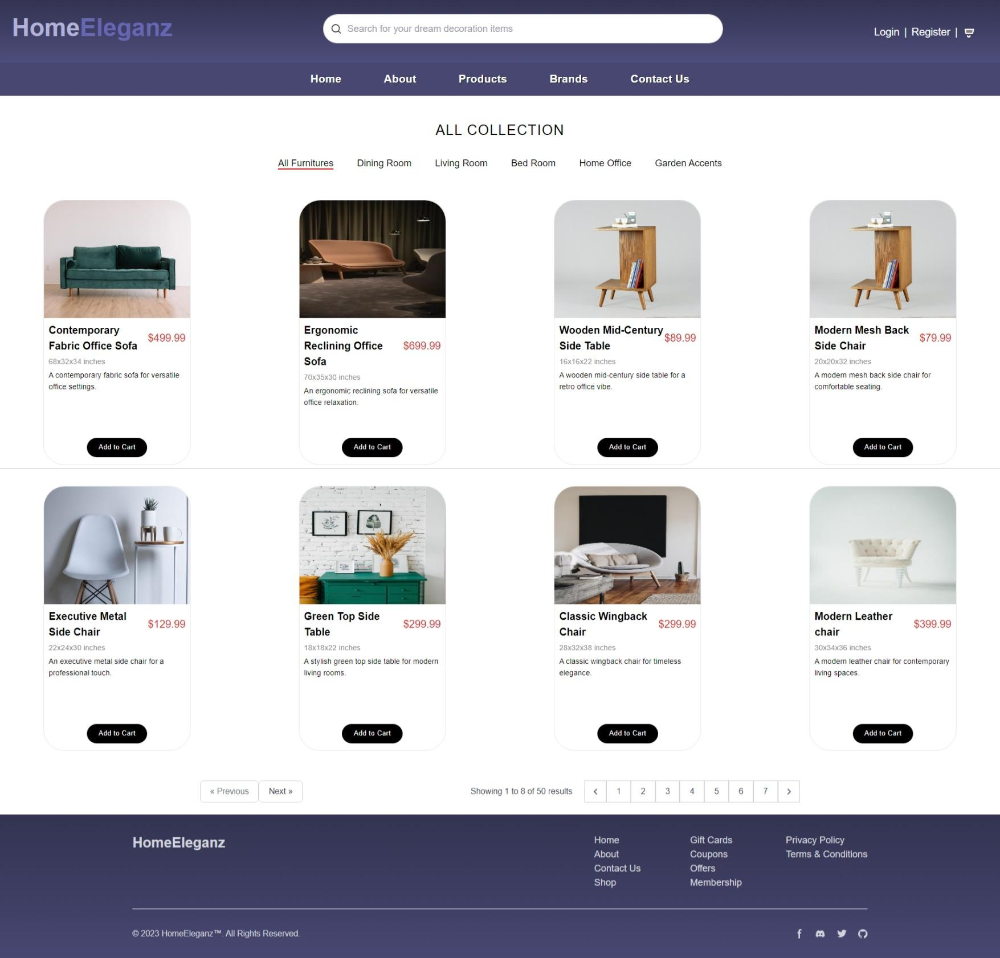 HomeEleganz
Search for your dream decoration items
Login | Register |
Home About Products Brands Contact Us
ALL COLLECTION
All Furnitures Dining Room Living Room Bed Room Home Office Garden Accents
Contemporary
Fabric Office Sofa
$499.99
68x32x34 inches
A contemporary fabric sofa for versatile
office settings.
Add to Cart
Ergonomic
Reclining Office
Sofa
$699.99
70x35x30 inches
An ergonomic reclining sofa for versatile
office relaxation.
Add to Cart
Wooden Mid-Century
Side Table
$89.99
16x16x22 inches
A wooden mid-century side table for a
retro office vibe.
Add to Cart
Modern Mesh Back
Side Chair
$79.99
20x20x32 inches
A modern mesh back side chair for
comfortable seating.
Add to Cart
Executive Metal
Side Chair
$129.99
22x24x30 inches
An executive metal side chair for a
professional touch.
Add to Cart
Green Top Side
Table
$299.99
18x18x22 inches
A stylish green top side table for modern
living rooms.
Add to Cart
Classic Wingback
Chair
$299.99
28x32x38 inches
A classic wingback chair for timeless
elegance.
Add to Cart
Modern Leather
chair
$399.99
30x34x36 inches
A modern leather chair for contemporary
living spaces.
Add to Cart
« Previous Next »
Showing 1 to 8 of 50 results
1 2 3 4 5 6 7
HomeEleganz
Home
About
Contact Us
Shop
Gift Cards
Coupons
Offers
Membership
Privacy Policy
Terms & Conditions
© 2023 HomeEleganz™. All Rights Reserved.